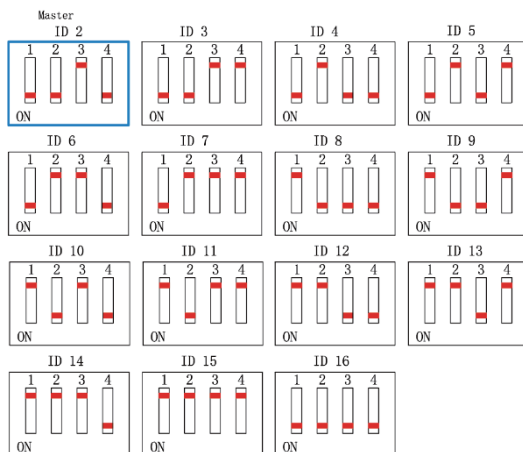 Master
ID 2
ID 3
ID 4
ID 5
1 2 3 4
1 2 3 4
1 2 3 4
1 2 3 4
ON
ON
ON
ON
ID 6
ID 7
ID 8
ID 9
1 2 3 4
1 2 3 4
1 2 3 4
1 2 3 4
ON
ON
ON
ON
ID 10
ID 11
ID 12
ID 13
1 2 3 4
1 2 3 4
1 2 3 4
1 2 3 4
ON
ON
ON
ON
ID 14
ID 15
ID 16
1 2 3 4
1 2 3 4
1 2 3 4
ON
ON
ON